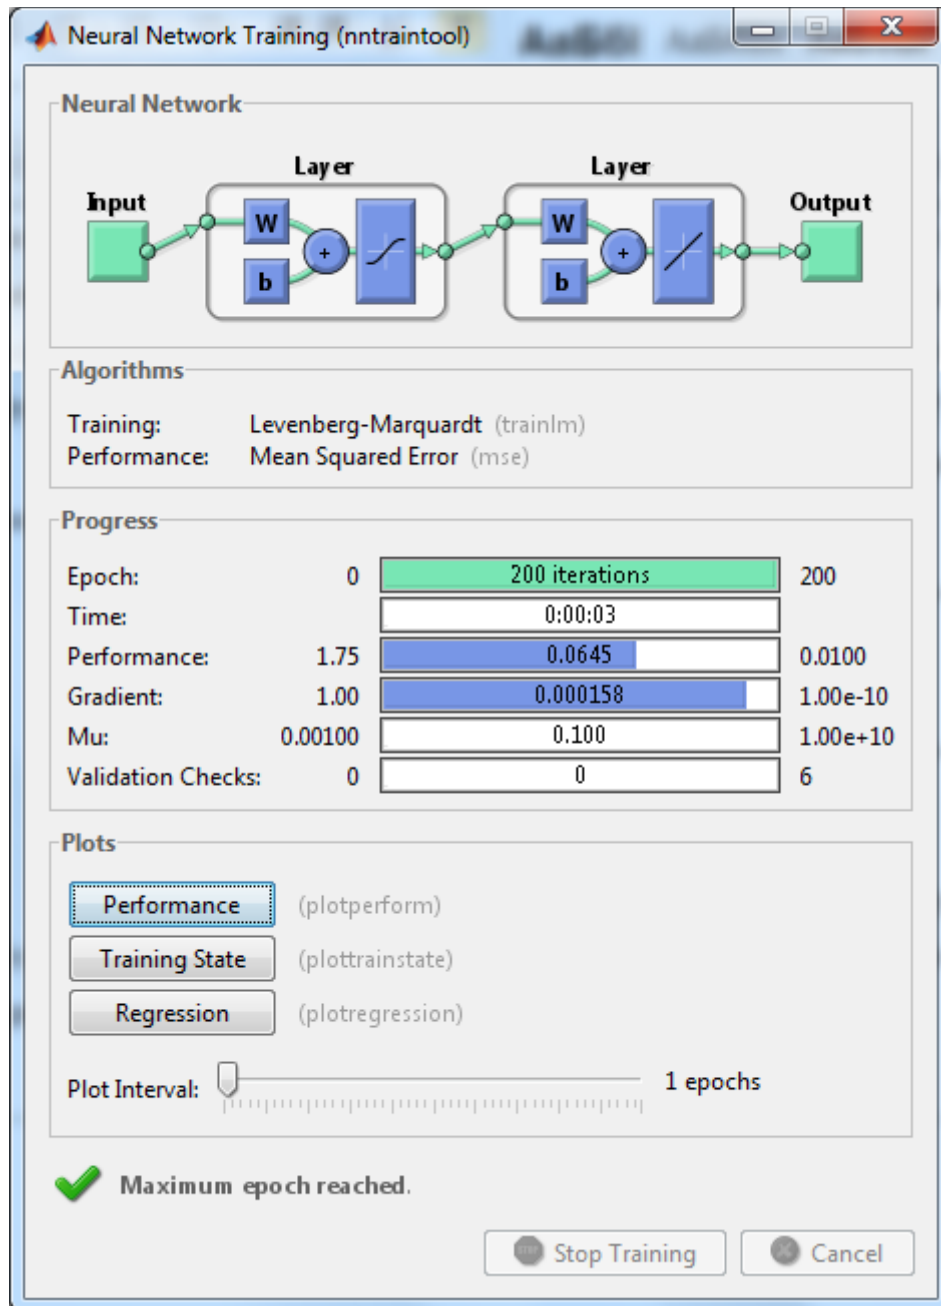 Neural Network Training (nntraintool)
Neural Network
Layer
Layer
Input
Output
W
b
+
W
b
+
Algorithms
Training: Levenberg-Marquardt (trainlm)
Performance: Mean Squared Error (mse)
Progress
Epoch: 0 200 iterations 200
Time: 0:00:03
Performance: 1.75 0.0645 0.0100
Gradient: 1.00 0.000158 1.00e-10
Mu: 0.00100 0.100 1.00e+10
Validation Checks: 0 0 6
Plots
Performance (plotperform)
Training State (plottrainstate)
Regression (plotregression)
Plot Interval: 1 epochs
Maximum epoch reached.
STOP Stop Training Cancel